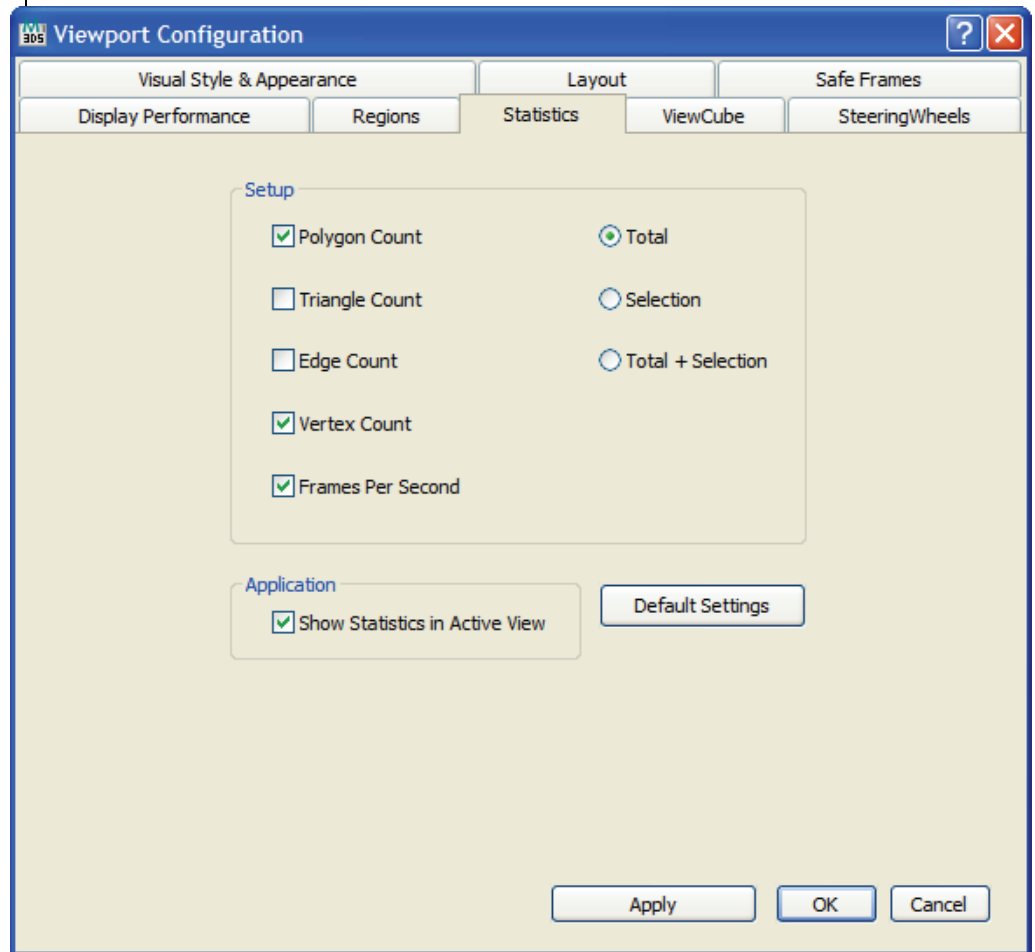 3DS Viewport Configuration ?
Visual Style & Appearance Layout Safe Frames
Display Performance Regions Statistics ViewCube SteeringWheels
Setup
Polygon Count Total
Triangle Count Selection
Edge Count Total + Selection
Vertex Count
Frames Per Second
Application
Show Statistics in Active View Default Settings
Apply OK Cancel